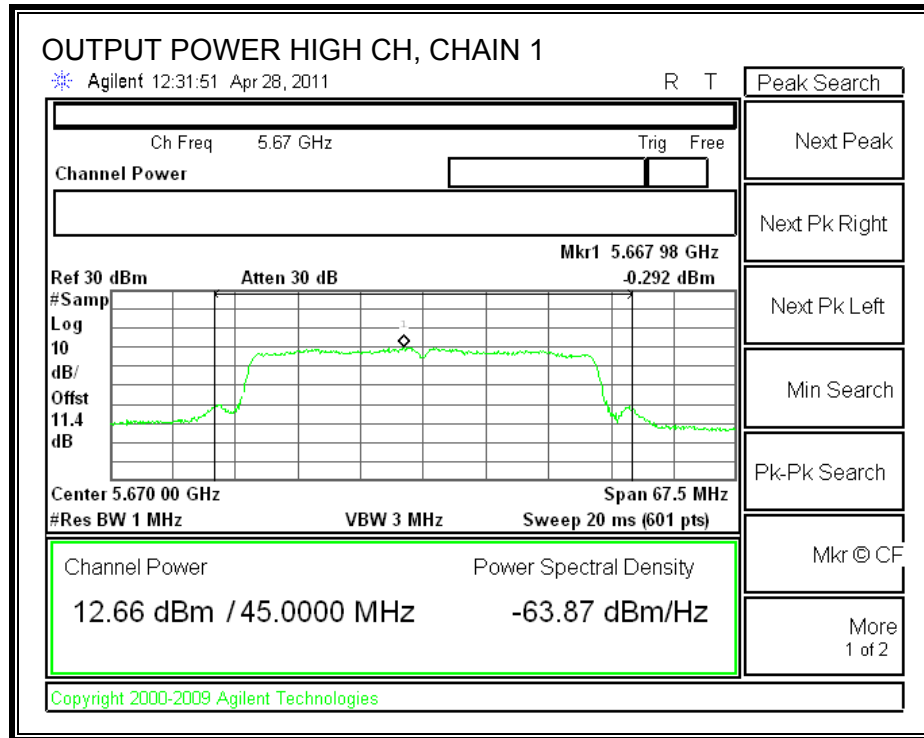 OUTPUT POWER HIGH CH, CHAIN 1
Agilent 12:31:51 Apr 28, 2011 R T
Peak Search
Ch Freq 5.67 GHz Trig Free
Channel Power
Mkr1 5.667 98 GHz
Ref 30 dBm Atten 30 dB -0.292 dBm
#Samp
Log
10
dB/
Offst
11.4
dB
1
Center 5.670 00 GHz Span 67.5 MHz
#Res BW 1 MHz VBW 3 MHz Sweep 20 ms (601 pts)
Channel Power Power Spectral Density
12.66 dBm / 45.0000 MHz -63.87 dBm/Hz
Copyright 2000-2009 Agilent Technologies
Next Peak
Next Pk Right
Next Pk Left
Min Search
Pk-Pk Search
Mkr © CF
More
1 of 2